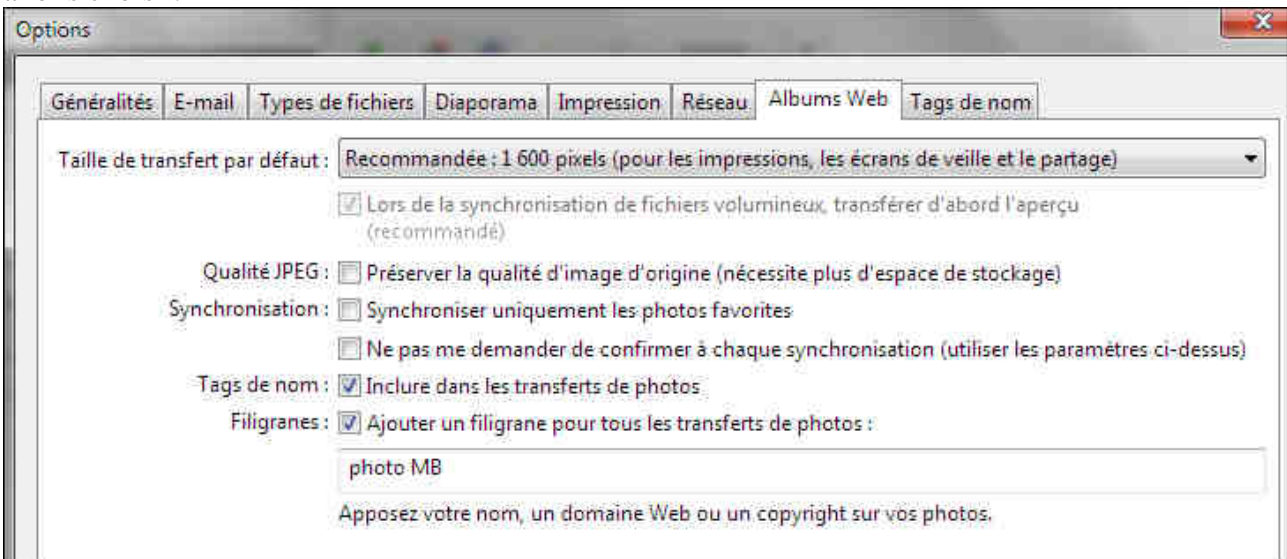 Options
Généralités E-mail Types de fichiers Diaporama Impression Réseau Albums Web Tags de nom
Taille de transfert par défaut : Recommandée : 1 600 pixels (pour les impressions, les écrans de veille et le partage)
Lors de la synchronisation de fichiers volumineux, transférer d'abord l'aperçu
(recommandé)
Qualité JPEG : Préserver la qualité d'image d'origine (nécessite plus d'espace de stockage)
Synchronisation : Synchroniser uniquement les photos favorites
Ne pas me demander de confirmer à chaque synchronisation (utiliser les paramètres ci-dessus)
Tags de nom : Inclure dans les transferts de photos
Filigranes : Ajouter un filigrane pour tous les transferts de photos :
photo MB
Apposez votre nom, un domaine Web ou un copyright sur vos photos.